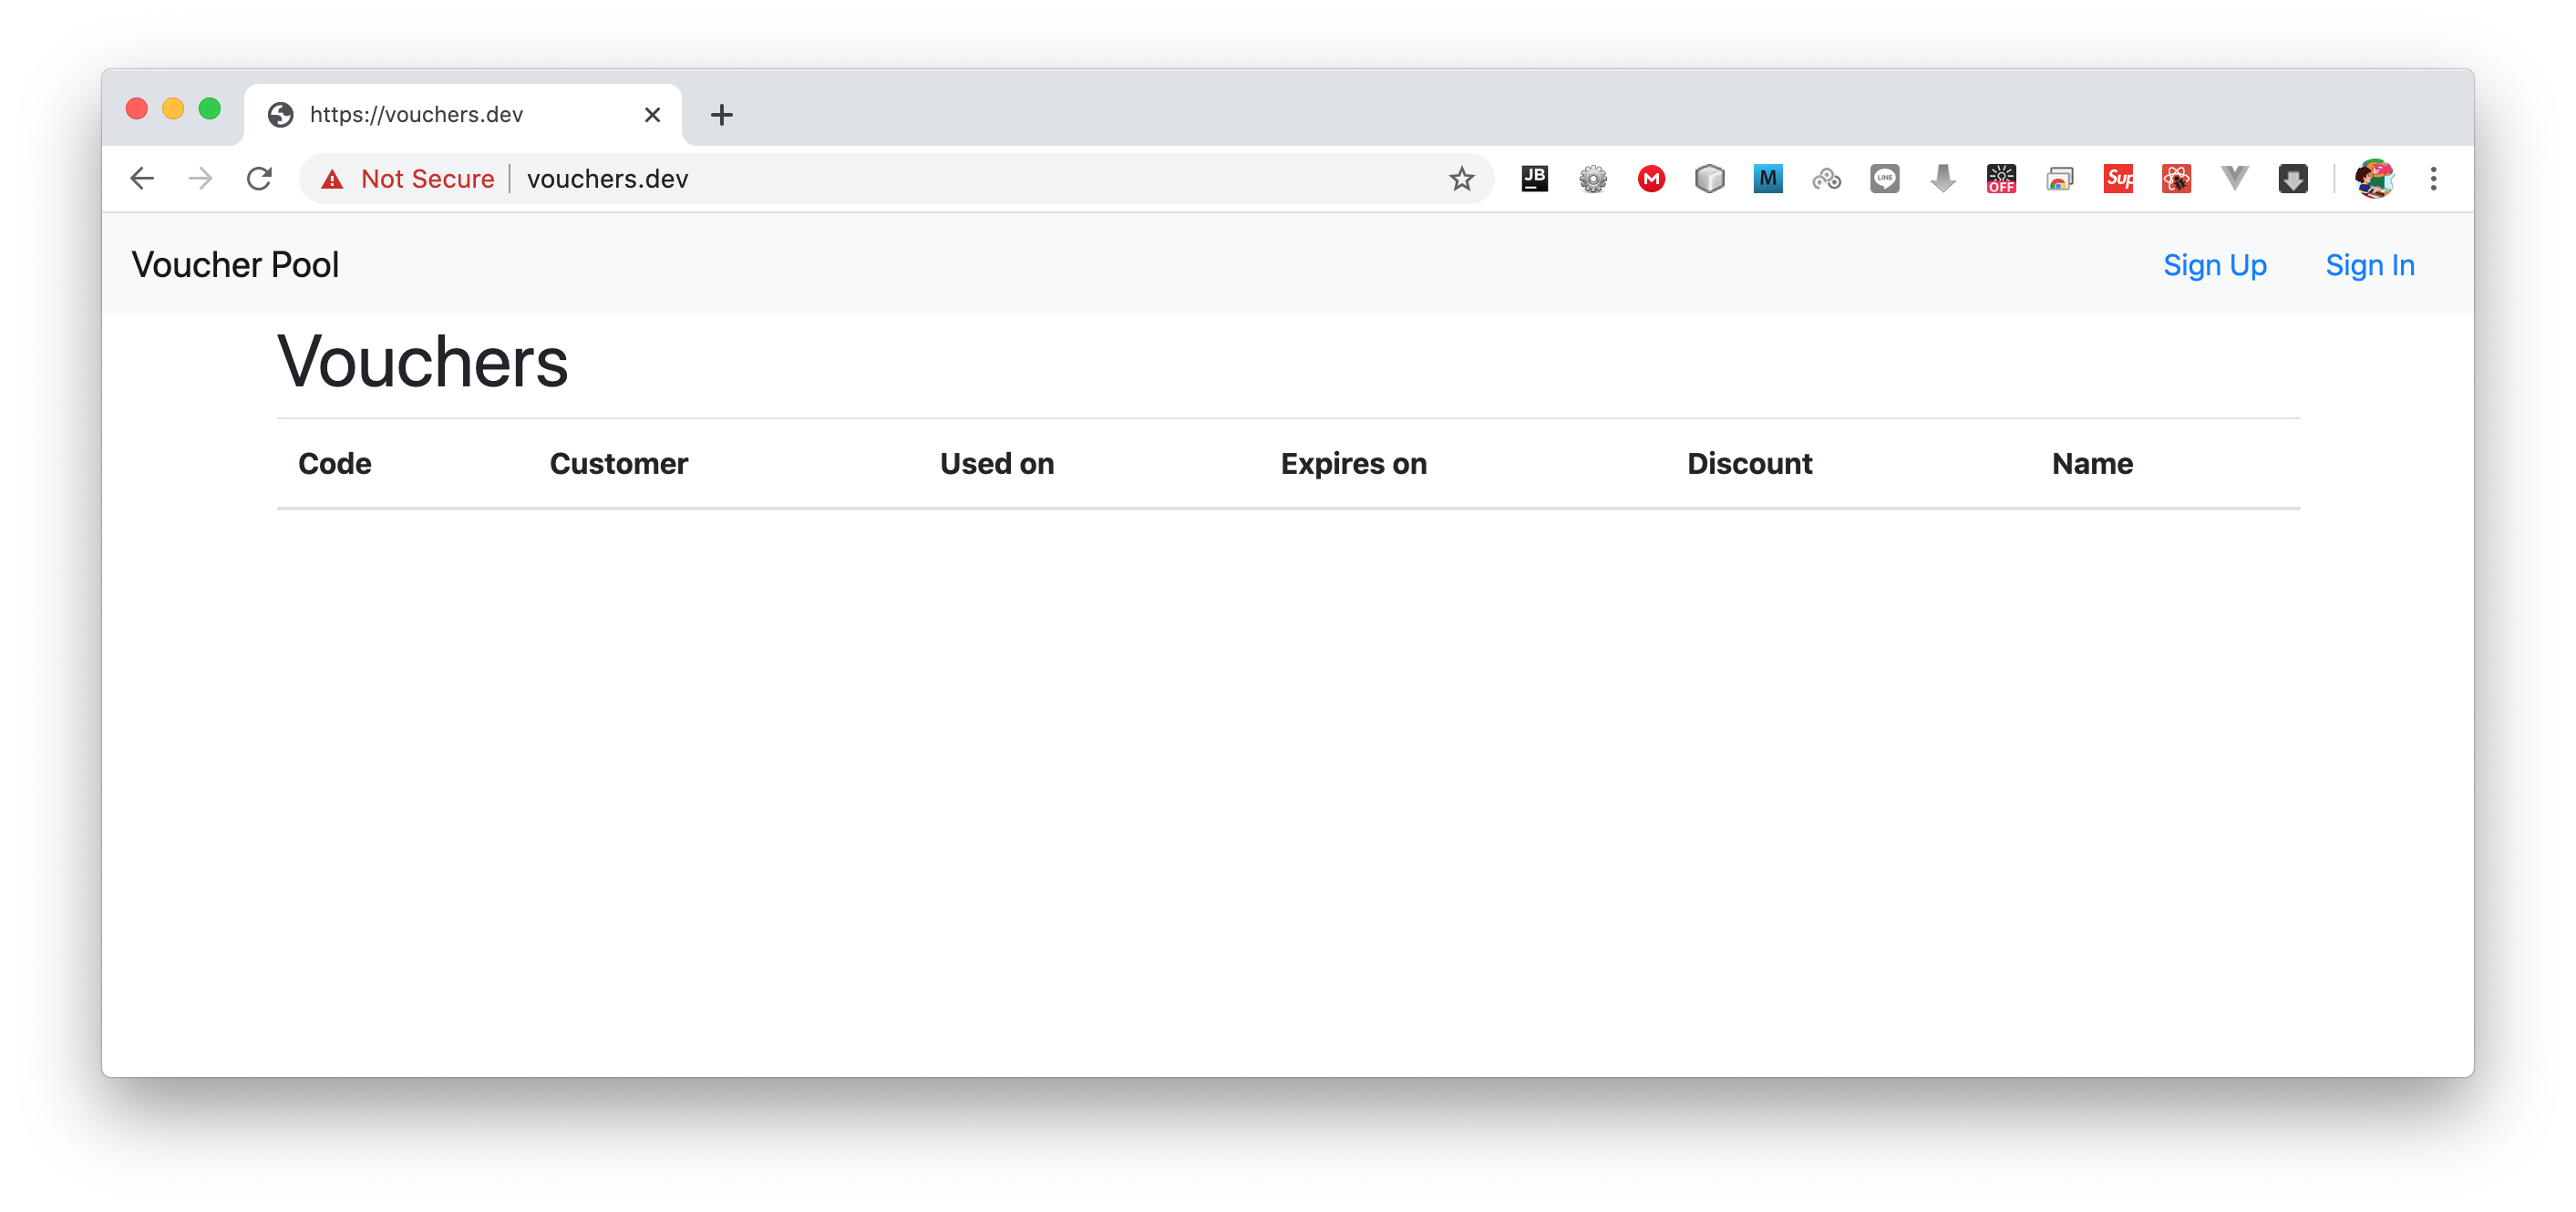 https://vouchers.dev
Not Secure vouchers.dev
JB
M
M
LINE
OFF
Sup
Voucher Pool Sign Up Sign In
Vouchers
Code Customer Used on Expires on Discount Name